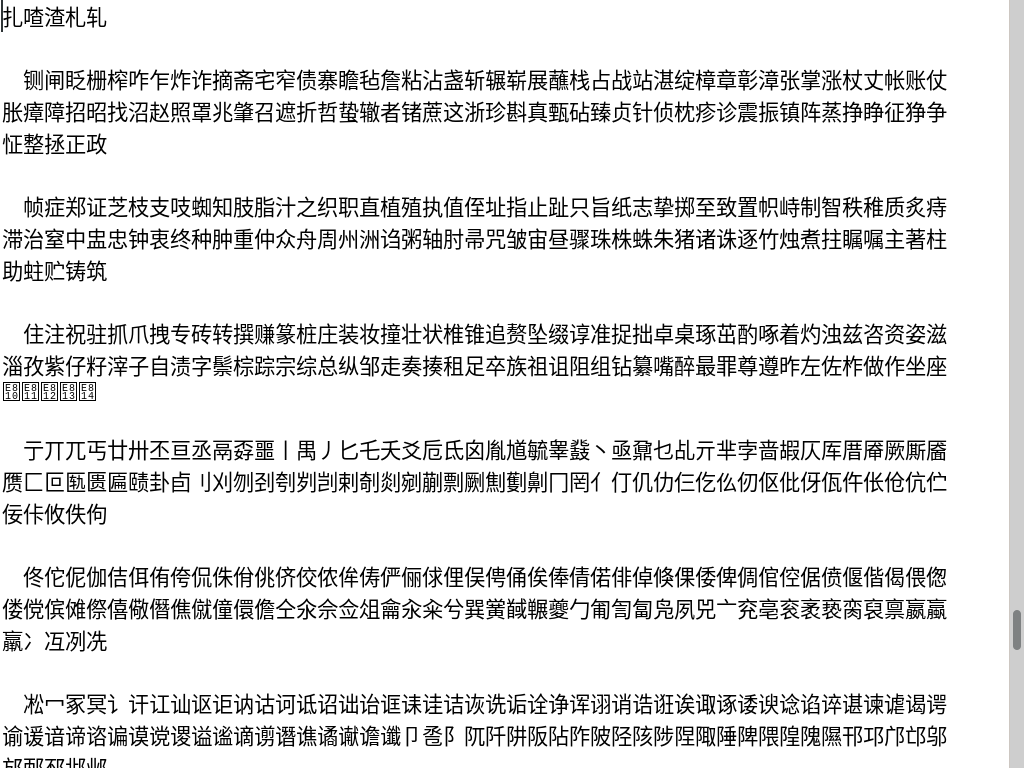 扎喳渣札轧
铡闸眨栅榨咋乍炸诈摘斋宅窄债寨瞻毡詹粘沾盏斩辗崭展蘸栈占战站湛绽樟章彰漳张掌涨杖丈帐账仗
胀瘴障招昭找沼赵照罩兆肇召遮折哲蛰辙者锗蔗这浙珍斟真甄砧臻贞针侦枕疹诊震振镇阵蒸挣睁征狰争
怔整拯正政
帧症郑证芝枝支吱蜘知肢脂汁之织职直植殖执值侄址指止趾只旨纸志挚掷至致置帜峙制智秩稚质炙痔
滞治窒中盅忠钟衷终种肿重仲众舟周州洲诌粥轴肘帚咒皱宙昼骤珠株蛛朱猪诸诛逐竹烛煮拄瞩嘱主著柱
助蛀贮铸筑
住注祝驻抓爪拽专砖转撰赚篆桩庄装妆撞壮状椎锥追赘坠缀谆准捉拙卓桌琢茁酌啄着灼浊兹咨资姿滋
淄孜紫仔籽滓子自渍字鬃棕踪宗综总纵邹走奏揍租足卒族祖诅阻组钻纂嘴醉最罪尊遵昨左佐柞做作坐座
亍丌兀丐廿卅丕亘丞鬲孬噩丨禺丿匕乇夭爻卮氐囟胤馗毓睾鼗丶亟鼐乜乩亓芈孛啬嘏仄厍厝厣厥厮靥
赝匚叵匦匮匾赜卦卣刂刈刎刭刳刿剀剌剞剡剜蒯剽劂劁劐劓冂罔亻仃仉仂仨仡仫仞伛仳伢佤仵伥伧伉伫
佞佧攸佚佝
佟佗伲伽佶佴侑侉侃侏佾佻侪佼侬侔俦俨俪俅俚俣俜俑俟俸倩偌俳倬倏倮倭俾倜倌倥倨偾偃偕偈偎偬
偻傥傧傩傺僖儆僭僬僦僮儇儋仝氽佘佥俎龠汆籴兮巽黉馘冁夔勹匍訇匐凫夙兕亠兖亳衮袤亵脔裒禀嬴蠃
羸冫冱冽冼
凇冖冢冥讠讦讧讪讴讵讷诂诃诋诏诎诒诓诔诖诘诙诜诟诠诤诨诩诮诰诳诶诹诼诿谀谂谄谇谌谏谑谒谔
谕谖谙谛谘谝谟谠谡谥谧谪谫谮谯谲谳谵谶卩卺阝阢阡阱阪阽阼陂陉陔陟陧陬陲陴隈隍隗隰邗邛邝邙邬